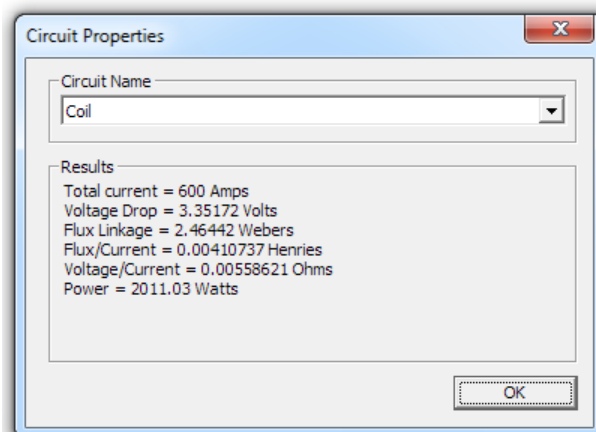 Circuit Properties
Circuit Name
Coil
Results
Total current = 600 Amps
Voltage Drop = 3.35172 Volts
Flux Linkage = 2.46442 Webers
Flux/Current = 0.00410737 Henries
Voltage/Current = 0.00558621 Ohms
Power = 2011.03 Watts
OK